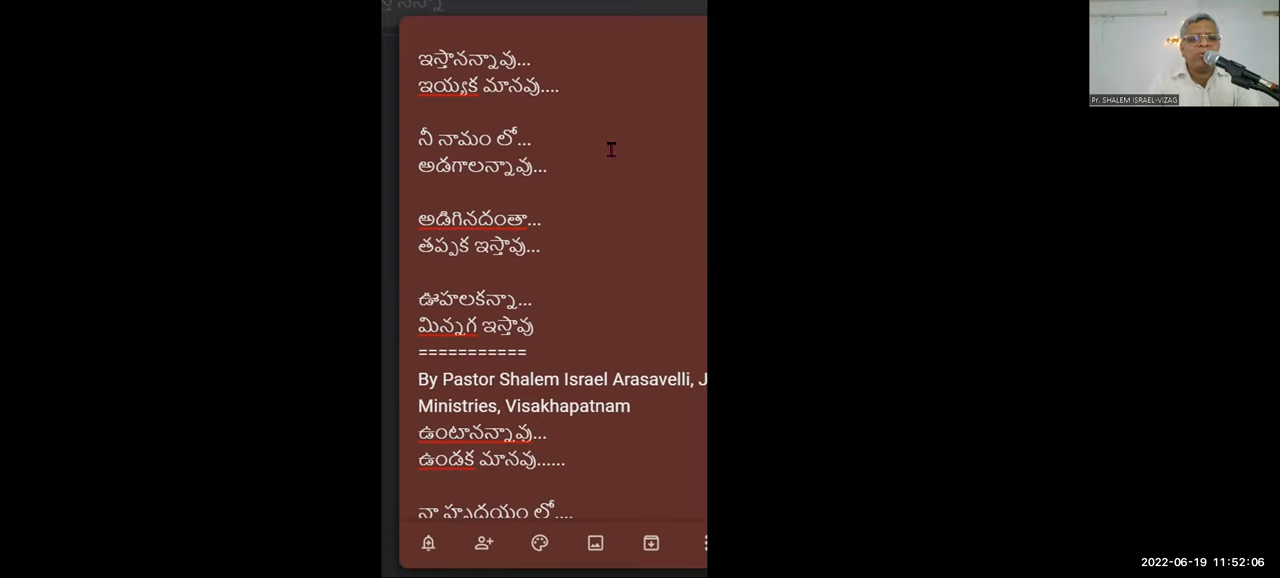 ఇస్తానన్నావు...
ఇయ్యక మానవు....
నీ నామం లో...
అడగాలన్నావు...
అడిగినదంతా...
తప్పక ఇస్తావు...
ఊహలకన్నా...
మిన్నగ ఇస్తావు
===========
By Pastor Shalem Israel Arasavelli, J
Ministries, Visakhapatnam
ఉంటానన్నావు...
ఉండక మానవు......
నా హృదయం లో....
Pr. SHALEM ISRAEL-VIZAG
2022-06-19 11:52:06